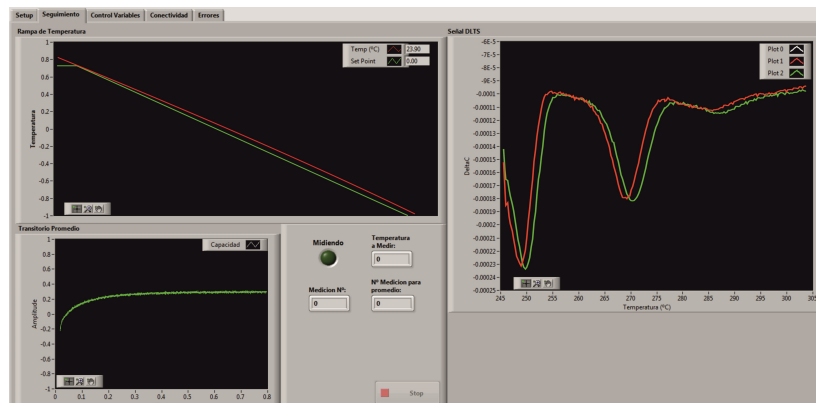 Setup Seguimiento Control Variables Conectividad Errores
Rampa de Temperatura
Temp (ºC) 23.90
Set Point 0.00
Temperatura
1
0.8
0.6
0.4
0.2
0
-0.2
-0.4
-0.6
-0.8
-1
Transitorio Promedio
Capacidad
Amplitude
1
0.8
0.6
0.4
0.2
0
-0.2
-0.4
-0.6
-0.8
-1
0 0.1 0.2 0.3 0.4 0.5 0.6 0.7 0.8
Midiendo
Temperatura
a Medir:
0
Medicion Nº:
0
Nº Medicion para
promedio:
0
Stop
Señal DLTS
Plot 0
Plot 1
Plot 2
DeltaC
-6E-5
-7E-5
-8E-5
-9E-5
-0.0001
-0.00011
-0.00012
-0.00013
-0.00014
-0.00015
-0.00016
-0.00017
-0.00018
-0.00019
-0.0002
-0.00021
-0.00022
-0.00023
-0.00024
-0.00025
245 250 255 260 265 270 275 280 285 290 295 300 305
Temperatura (ºC)